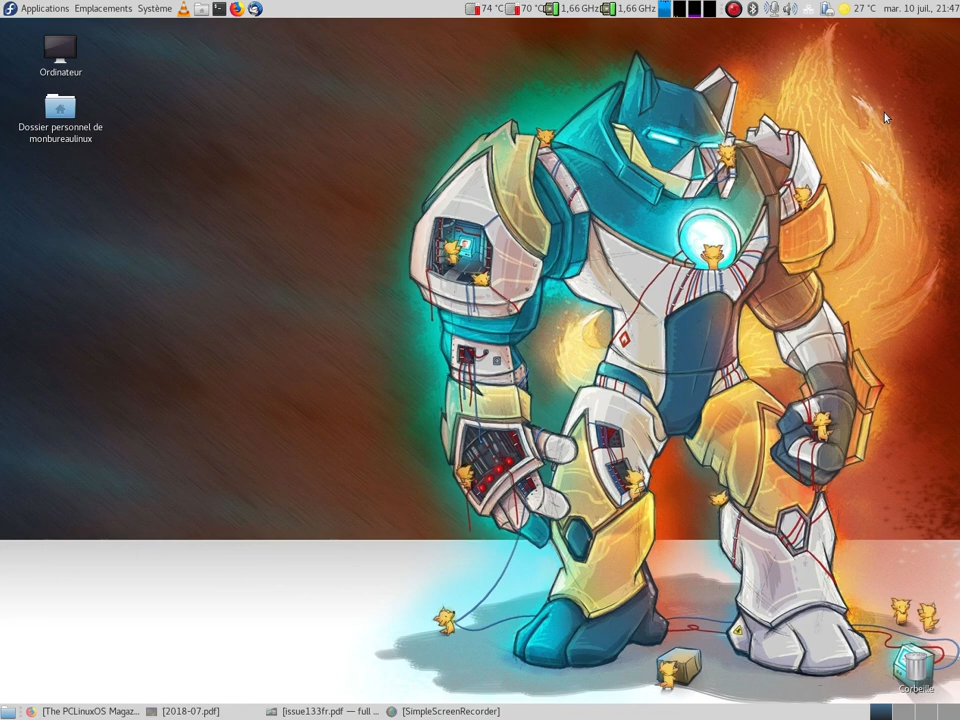 Applications Emplacements Système 74 °C 70 °C 1,66 GHz 1,66 GHz 27 °C mar. 10 juil., 21:47
Ordinateur
Dossier personnel de
monbureaulinux
Corbeille
[The PCLinuxOS Magaz... [2018-07.pdf] [issue133fr.pdf — full ... [SimpleScreenRecorder]